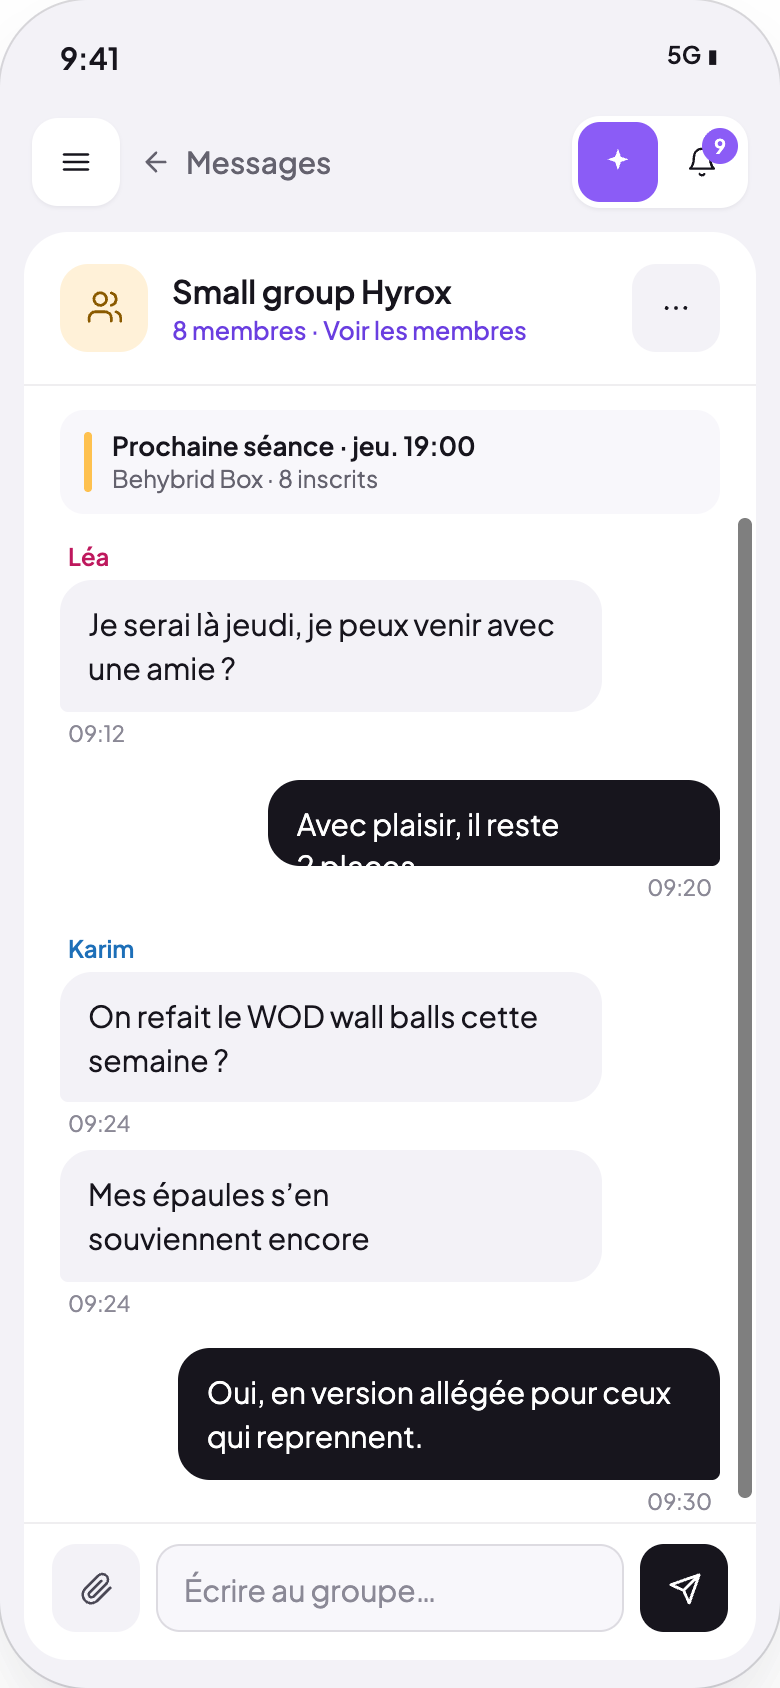 9:41
5G
Messages
9
Small group Hyrox
8 membres · Voir les membres
Prochaine séance · jeu. 19:00
Behybrid Box · 8 inscrits
Léa
Je serai là jeudi, je peux venir avec
une amie ?
09:12
Avec plaisir, il reste
2 places
09:20
Karim
On refait le WOD wall balls cette
semaine ?
09:24
Mes épaules s’en
souviennent encore
09:24
Oui, en version allégée pour ceux
qui reprennent.
09:30
Écrire au groupe...